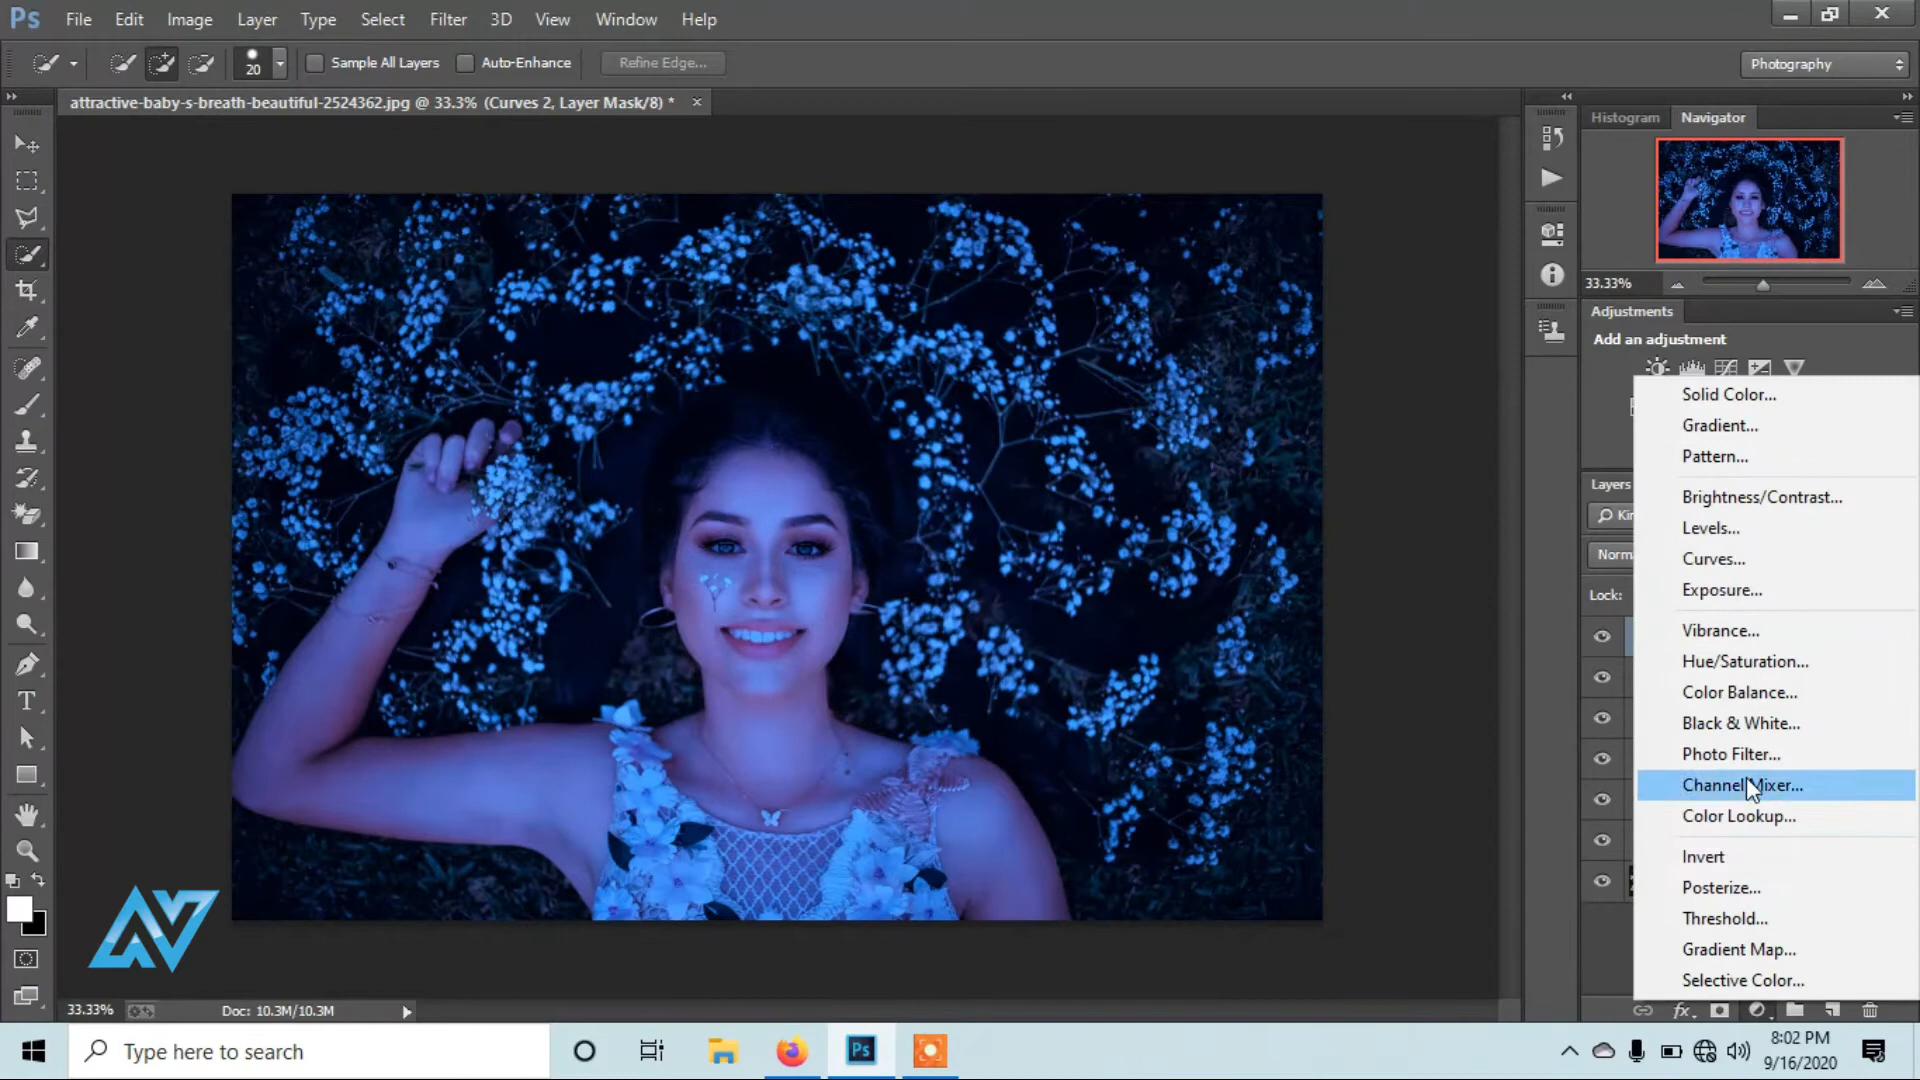 Ps File Edit Image Layer Type Select Filter 3D View Window Help
20 Sample All Layers Auto-Enhance Refine Edge... Photography
attractive-baby-s-breath-beautiful-2524362.jpg @ 33.3% (Curves 2, Layer Mask/8) *
Histogram Navigator
33.33%
Adjustments
Add an adjustment
Solid Color...
Gradient...
Pattern...
Layers
Brightness/Contrast...
Levels...
Curves...
Exposure...
Lock:
Vibrance...
Hue/Saturation...
Color Balance...
Black & White...
Photo Filter...
Channel Mixer...
Color Lookup...
Invert
Posterize...
Threshold...
Gradient Map...
Selective Color...
33.33% Doc: 10.3M/10.3M
fx
Type here to search
Ps
8:02 PM
9/16/2020